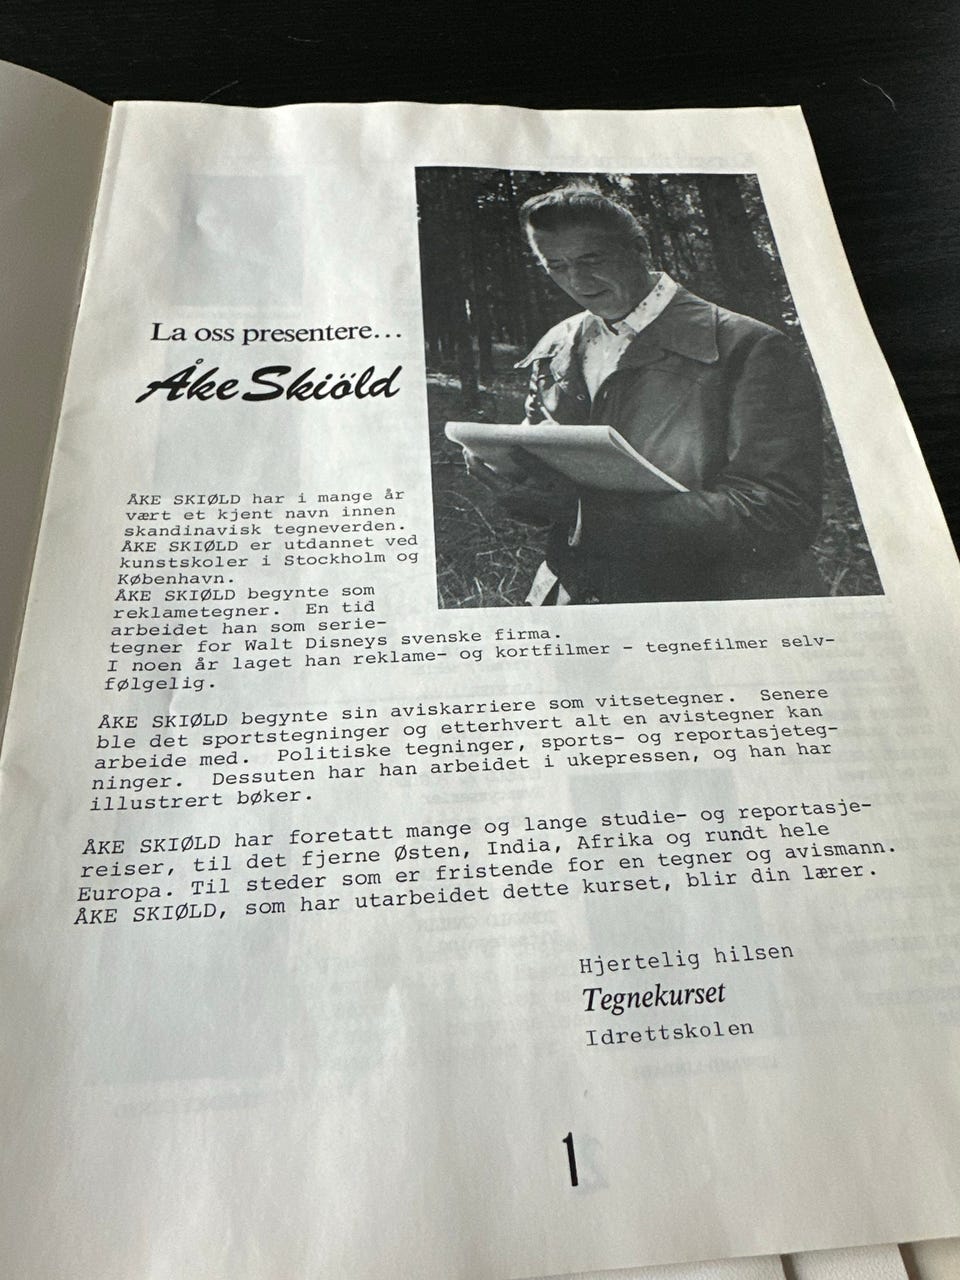 La oss presentere...
Åke Skiöld
ÅKE SKIØLD har i mange år
vært et kjent navn innen
skandinavisk tegneverden.
ÅKE SKIØLD er utdannet ved
kunstskoler i Stockholm og
København.
ÅKE SKIØLD begynte som
reklametegner. En tid
arbeidet han som serie-
tegner for Walt Disneys svenske firma.
I noen år laget han reklame- og kortfilmer - tegnefilmer selv-
følgelig.
ÅKE SKIØLD begynte sin aviskarriere som vitsetegner. Senere
ble det sportstegninger og etterhvert alt en avistegner kan
arbeide med. Politiske tegninger, sports- og reportasjeteg-
ninger. Dessuten har han arbeidet i ukepressen, og han har
illustrert bøker.
ÅKE SKIØLD har foretatt mange og lange studie- og reportasje-
reiser, til det fjerne Østen, India, Afrika og rundt hele
Europa. Til steder som er fristende for en tegner og avismann.
ÅKE SKIØLD, som har utarbeidet dette kurset, blir din lærer.
Hjertelig hilsen
Tegnekurset
Idrettskolen
1